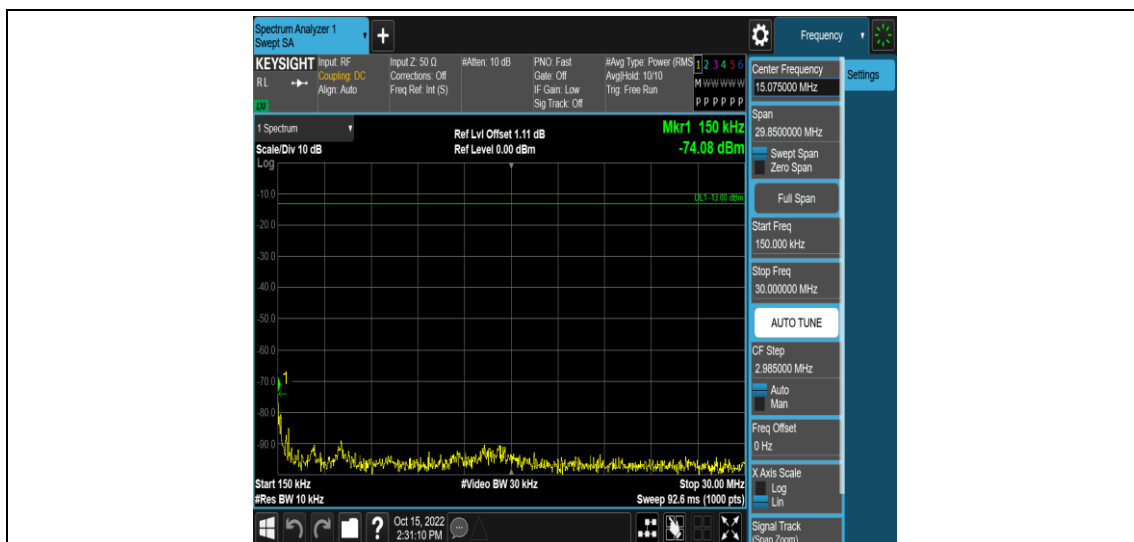 Spectrum Analyzer 1
Swept SA
+
Frequency
KEYSIGHT
Input: RF
Input Z: 50 Ω
#Atten: 10 dB
PNO: Fast
#Avg Type: Power (RMS
1 2 3 4 5 6
RL
Coupling: DC
Corrections: Off
Gate: Off
Avg|Hold: 10/10
M W W W W W
Align: Auto
Freq Ref: Int (S)
IF Gain: Low
Trig: Free Run
P P P P P P
Sig Track: Off
LXI
1 Spectrum
Ref Lvl Offset 1.11 dB
Mkr1 150 kHz
Scale/Div 10 dB
Ref Level 0.00 dBm
-74.08 dBm
Log
DL1 -13.00 dBm
-10.0
-20.0
-30.0
-40.0
-50.0
-60.0
-70.0
1
-80.0
-90.0
Start 150 kHz
#Video BW 30 kHz
Stop 30.00 MHz
#Res BW 10 kHz
Sweep 92.6 ms (1000 pts)
?
Oct 15, 2022
2:31:10 PM
Center Frequency
15.075000 MHz
Settings
Span
29.8500000 MHz
Swept Span
Zero Span
Full Span
Start Freq
150.000 kHz
Stop Freq
30.000000 MHz
AUTO TUNE
CF Step
2.985000 MHz
Auto
Man
Freq Offset
0 Hz
X Axis Scale
Log
Lin
Signal Track
(Span Zoom)